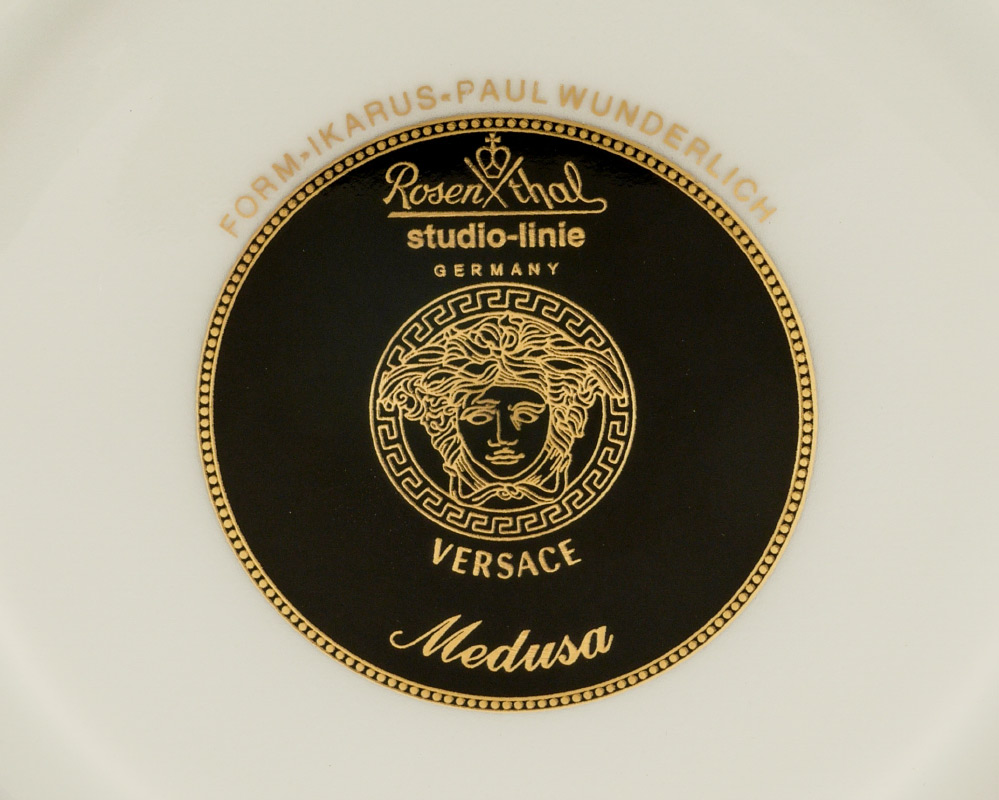 FORM»IKARUS«PAUL WUNDERLICH
Rosenthal
studio-linie
GERMANY
VERSACE
Medusa